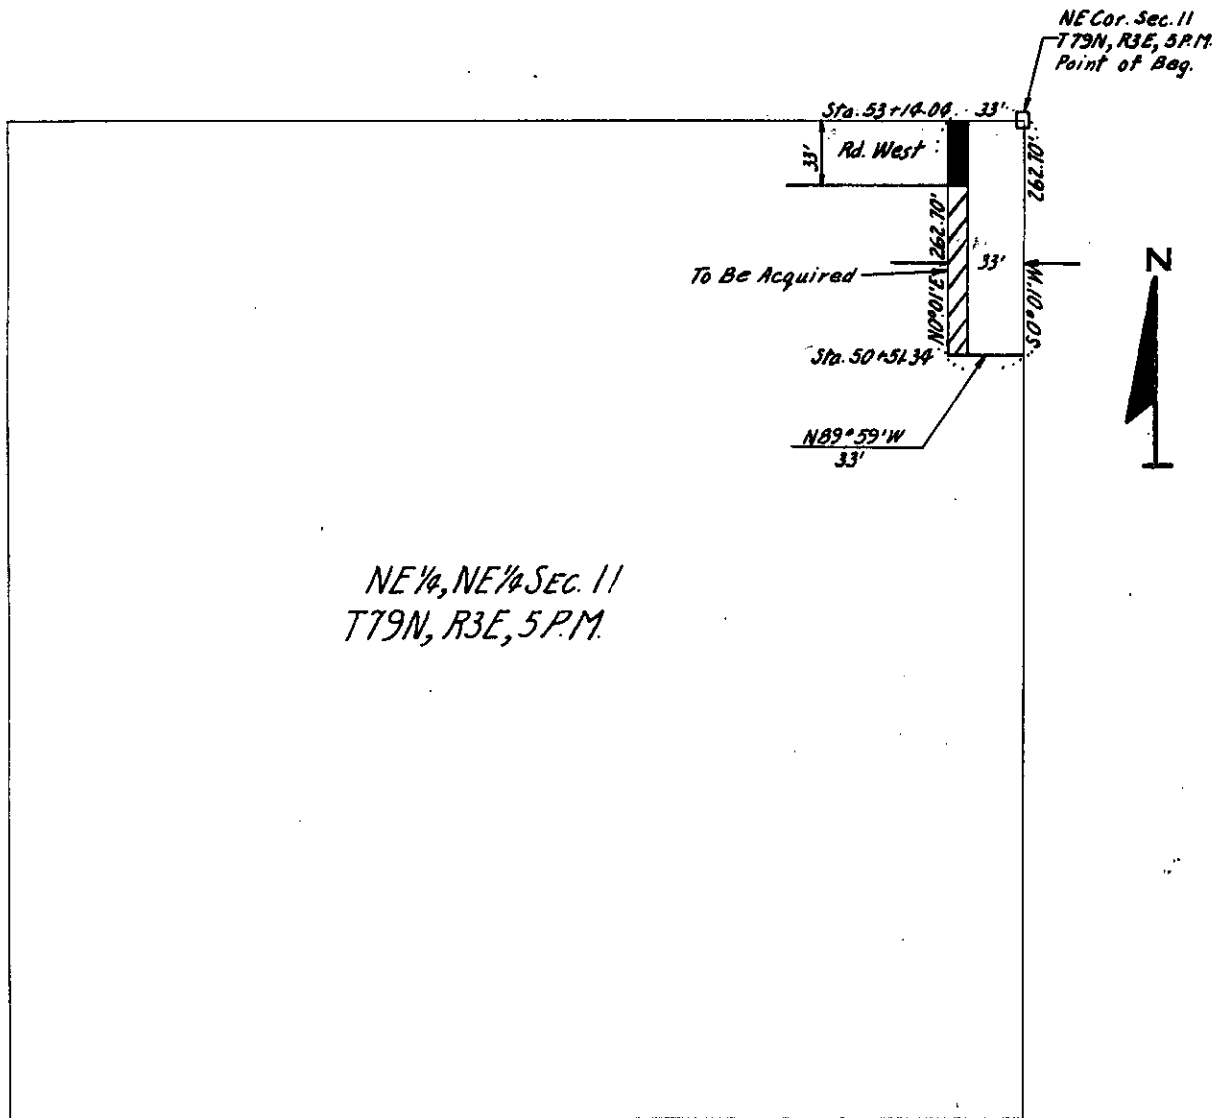 NE Cor. Sec. 11
T79N, R3E, 5P.M.
Point of Beg.
Sta. 53+14.04
33'
33'
Rd. West
262.70'
N0°01'E 262.70'
33'
S0°01'W
To Be Acquired
N
Sta. 50+51.34
N89°59'W
33'
NE¼, NE¼ SEC. 11
T79N, R3E, 5P.M.